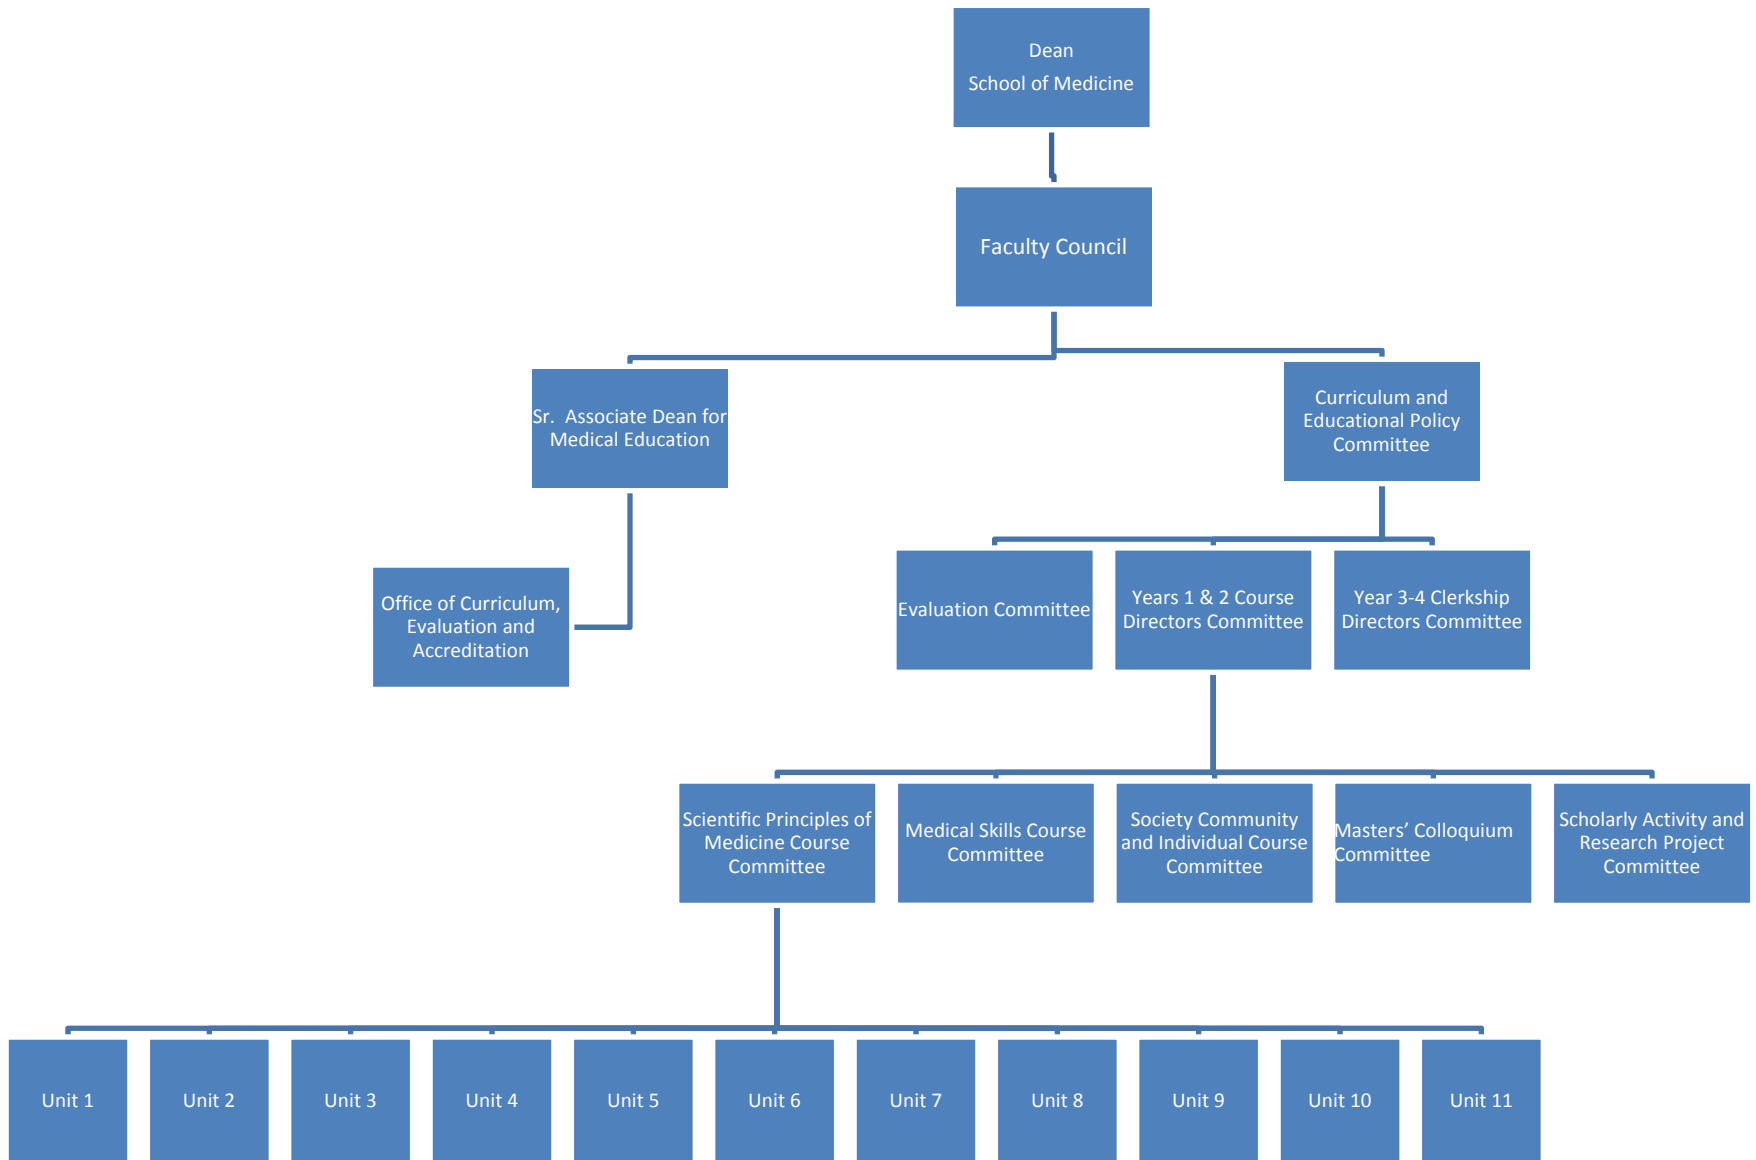 Dean
School of Medicine
Faculty Council
Sr.  Associate Dean for
Medical Education
Curriculum and
Educational Policy
Committee
Office of Curriculum,
Evaluation and
Accreditation
Evaluation Committee
Years 1 & 2 Course
Directors Committee
Year 3-4 Clerkship
Directors Committee
Scientific Principles of
Medicine Course
Committee
Medical Skills Course
Committee
Society Community
and Individual Course
Committee
Masters’ Colloquium
Committee
Scholarly Activity and
Research Project
Committee
Unit 1
Unit 2
Unit 3
Unit 4
Unit 5
Unit 6
Unit 7
Unit 8
Unit 9
Unit 10
Unit 11